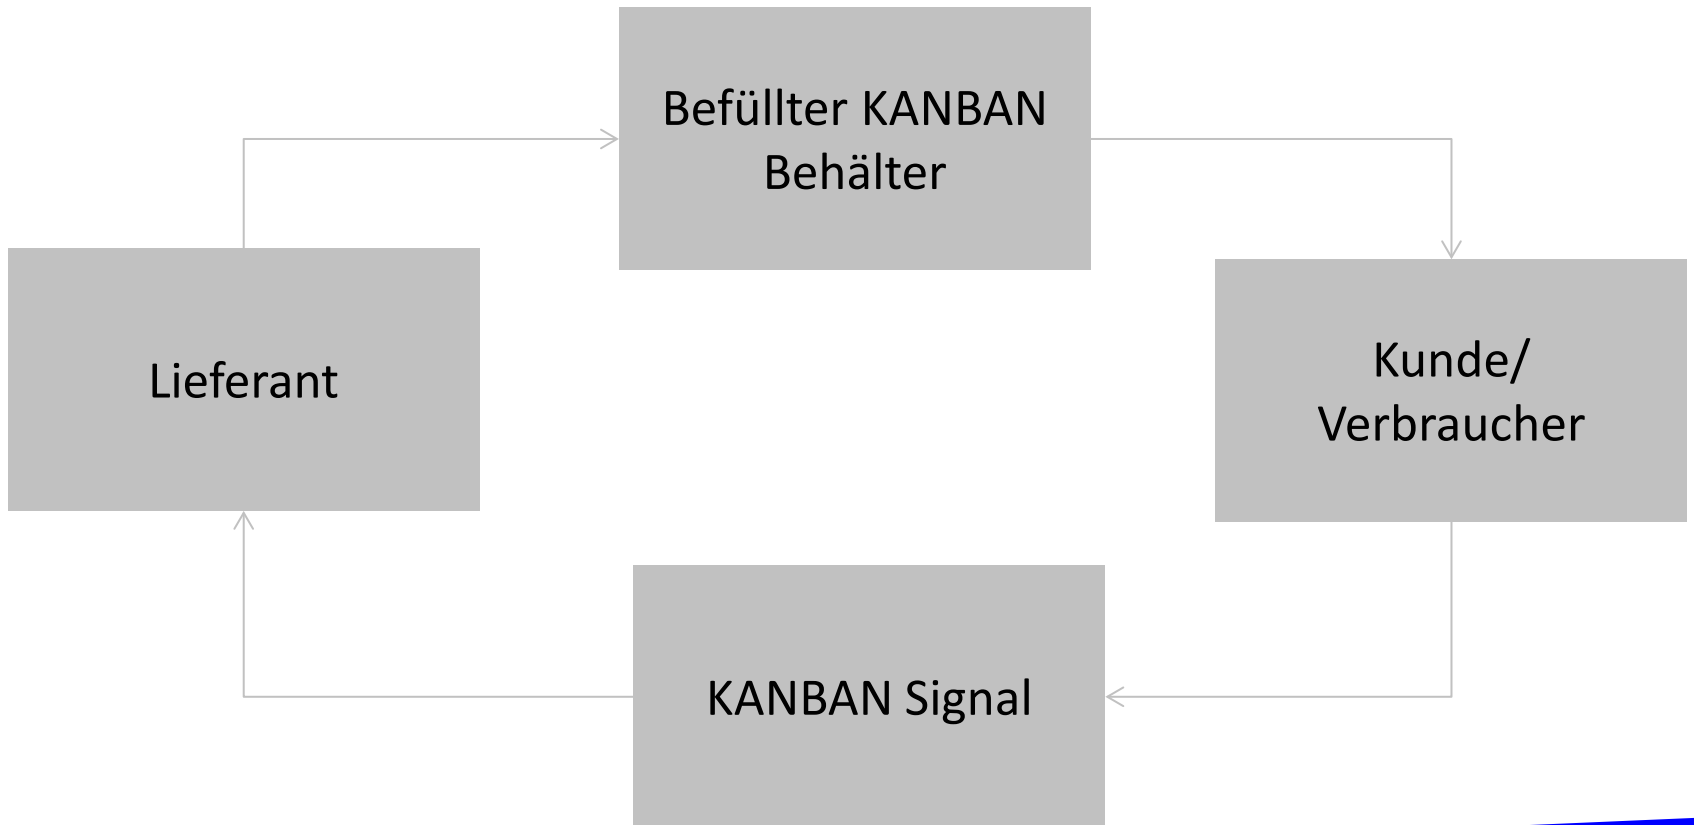 Befüllter KANBAN
Behälter
Lieferant
Kunde/
Verbraucher
KANBAN Signal